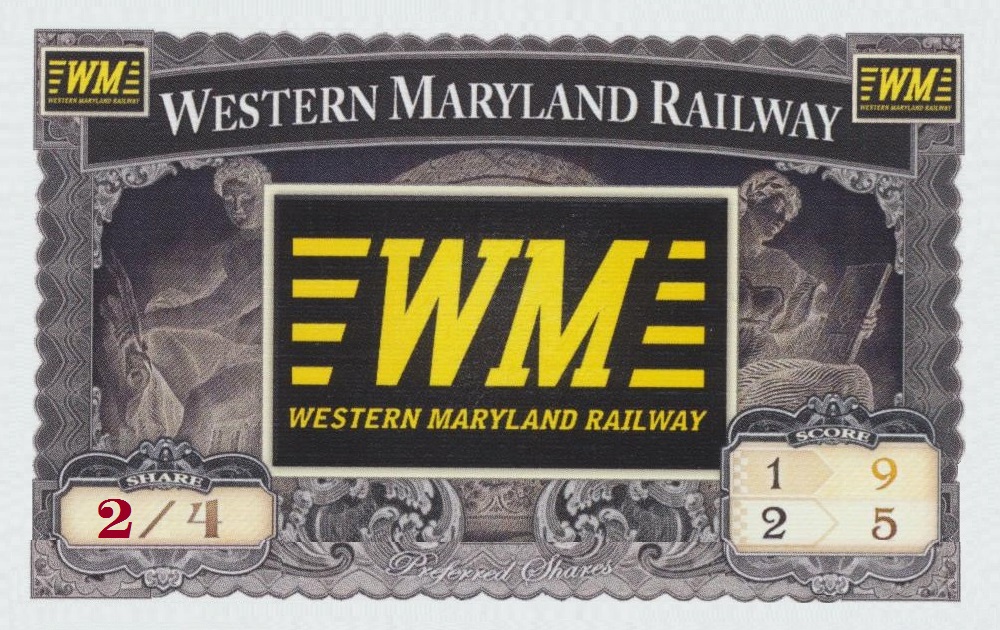 WM
WESTERN MARYLAND RAILWAY
WESTERN MARYLAND RAILWAY
WM
WESTERN MARYLAND RAILWAY
WM
WESTERN MARYLAND RAILWAY
SHARE
2/4
SCORE
1 9
2 5
Preferred Shares